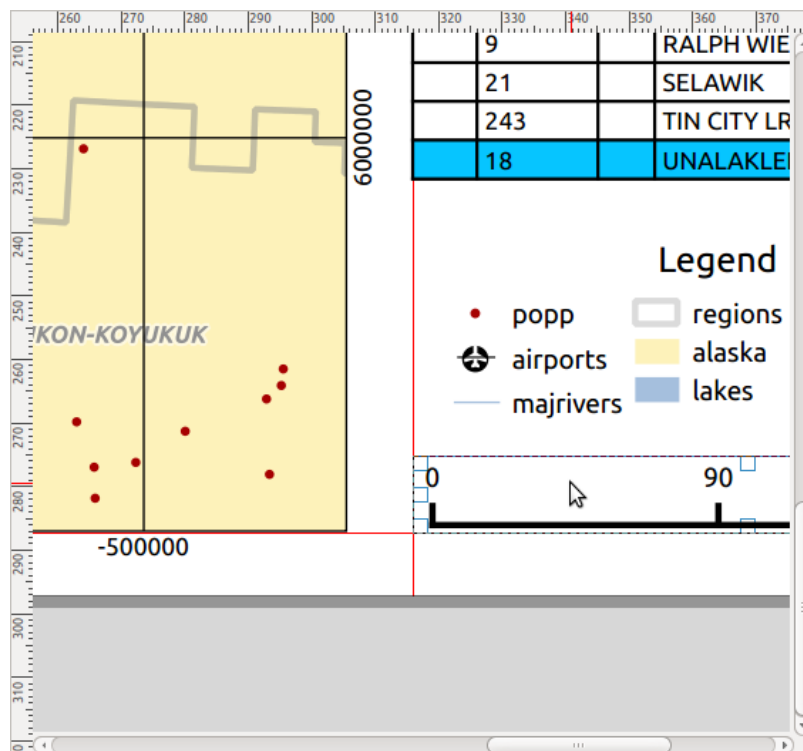 260 270 280 290 300 310 320 330 340 350 360 370
210
220
230
240
250
260
270
280
290
300
310
0
9 RALPH WIE
21 SELAWIK
243 TIN CITY LR
18 UNALAKLE
6000000
KON-KOYUKUK
-500000
Legend
popp
airports
majrivers
regions
alaska
lakes
0 90